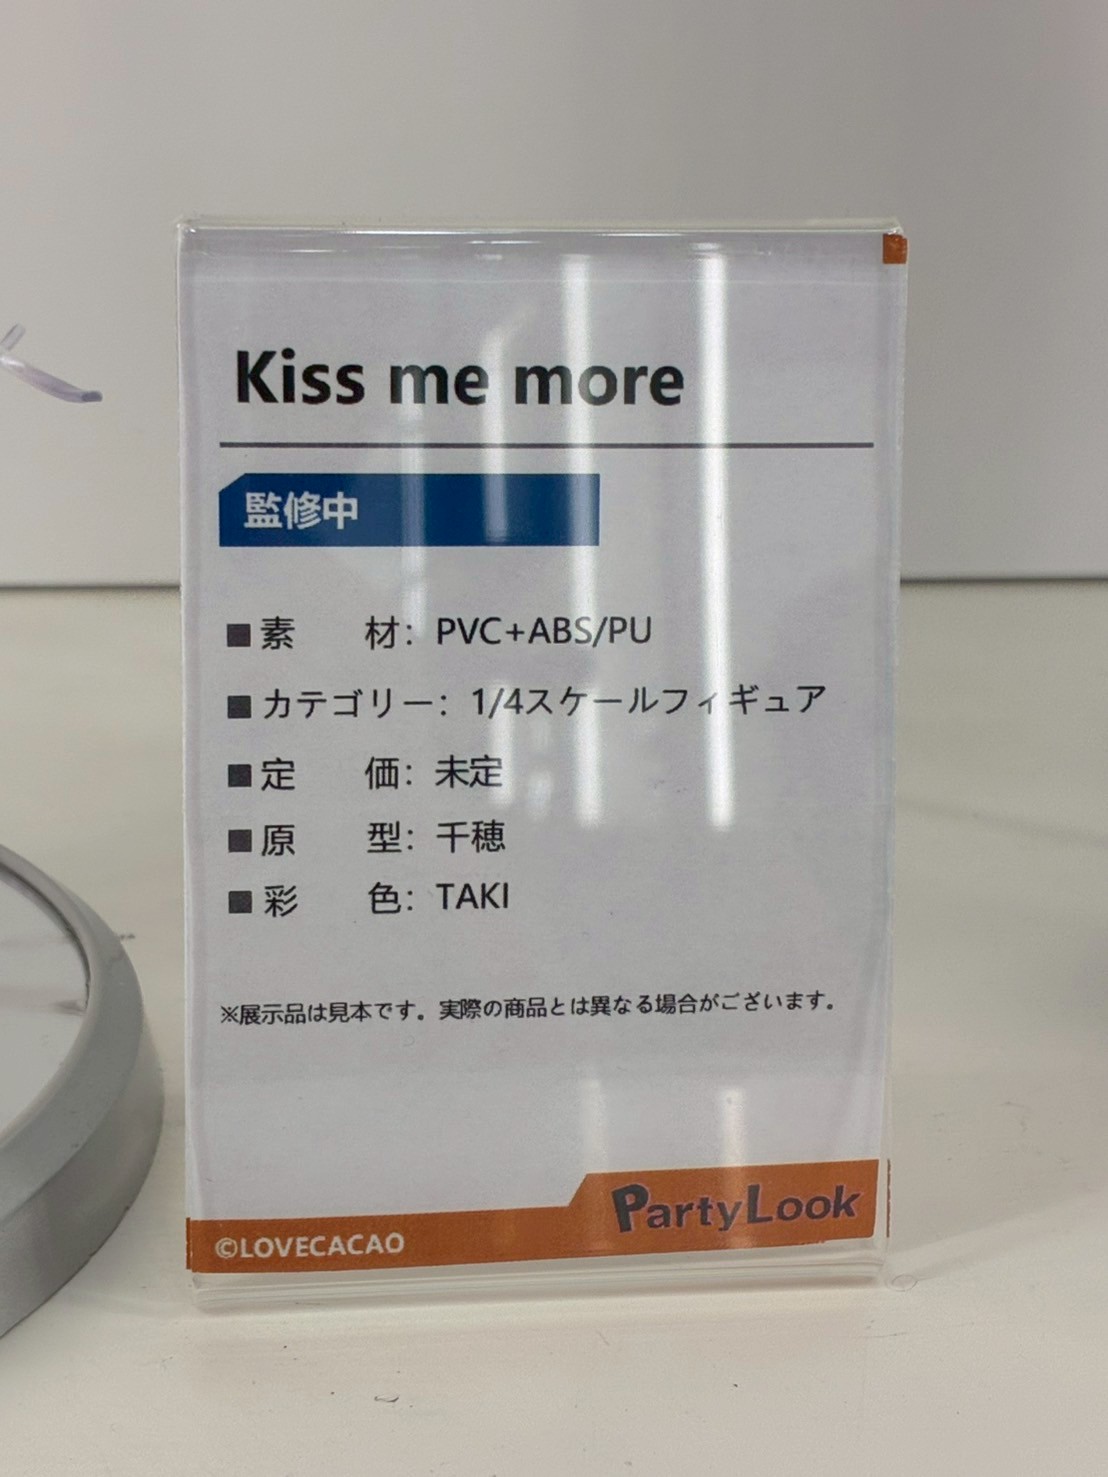 Kiss me more
監修中
■素　　材：PVC+ABS/PU
■カテゴリー：1/4スケールフィギュア
■定　　価：未定
■原　　型：千穂
■彩　　色：TAKI
※展示品は見本です。実際の商品とは異なる場合がございます。
PartyLook
©LOVECACAO